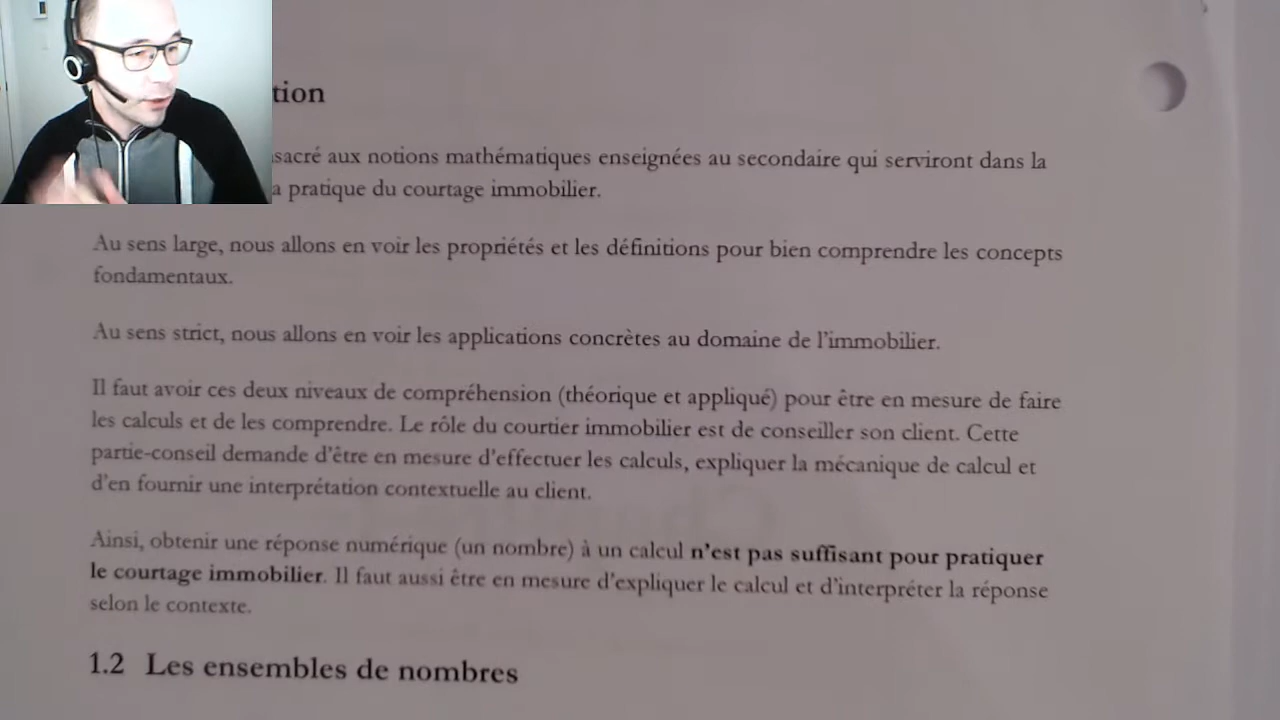 tion
sacré aux notions mathématiques enseignées au secondaire qui serviront dans la
a pratique du courtage immobilier.
Au sens large, nous allons en voir les propriétés et les définitions pour bien comprendre les concepts
fondamentaux.
Au sens strict, nous allons en voir les applications concrètes au domaine de l'immobilier.
Il faut avoir ces deux niveaux de compréhension (théorique et appliqué) pour être en mesure de faire
les calculs et de les comprendre. Le rôle du courtier immobilier est de conseiller son client. Cette
partie-conseil demande d'être en mesure d'effectuer les calculs, expliquer la mécanique de calcul et
d'en fournir une interprétation contextuelle au client.
Ainsi, obtenir une réponse numérique (un nombre) à un calcul n'est pas suffisant pour pratiquer
le courtage immobilier. Il faut aussi être en mesure d'expliquer le calcul et d'interpréter la réponse
selon le contexte.
1.2 Les ensembles de nombres